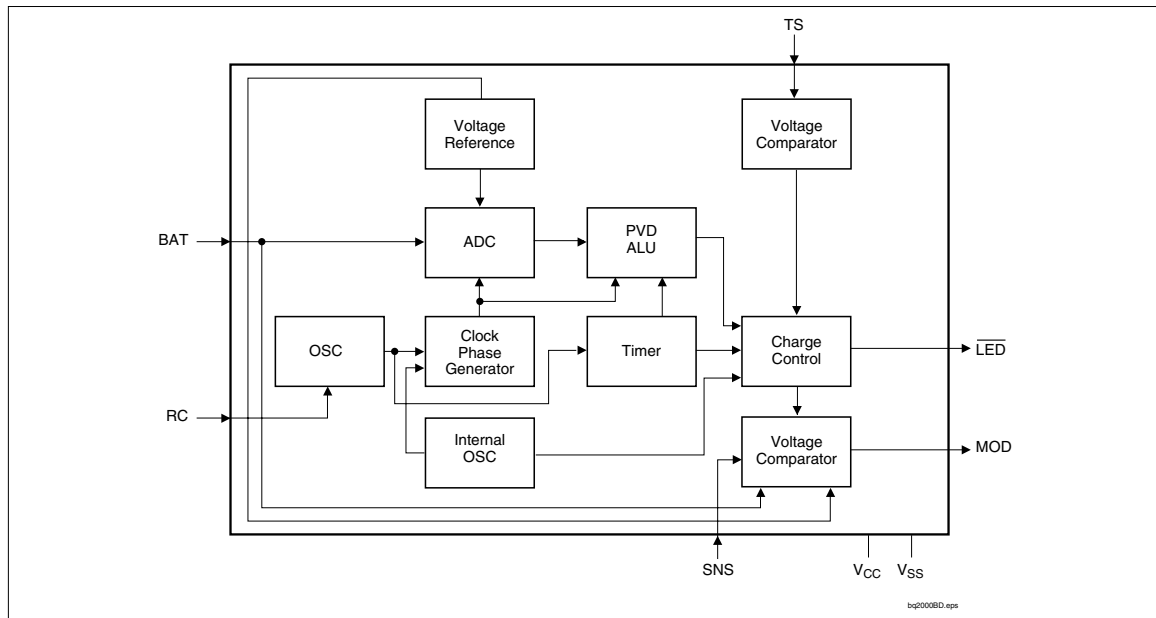 TS
Voltage
Reference
Voltage
Comparator
BAT
ADC
PVD
ALU
OSC
Clock
Phase
Generator
Timer
Charge
Control
LED
RC
Internal
OSC
Voltage
Comparator
MOD
SNS
VCC
VSS
bq2000BD.eps